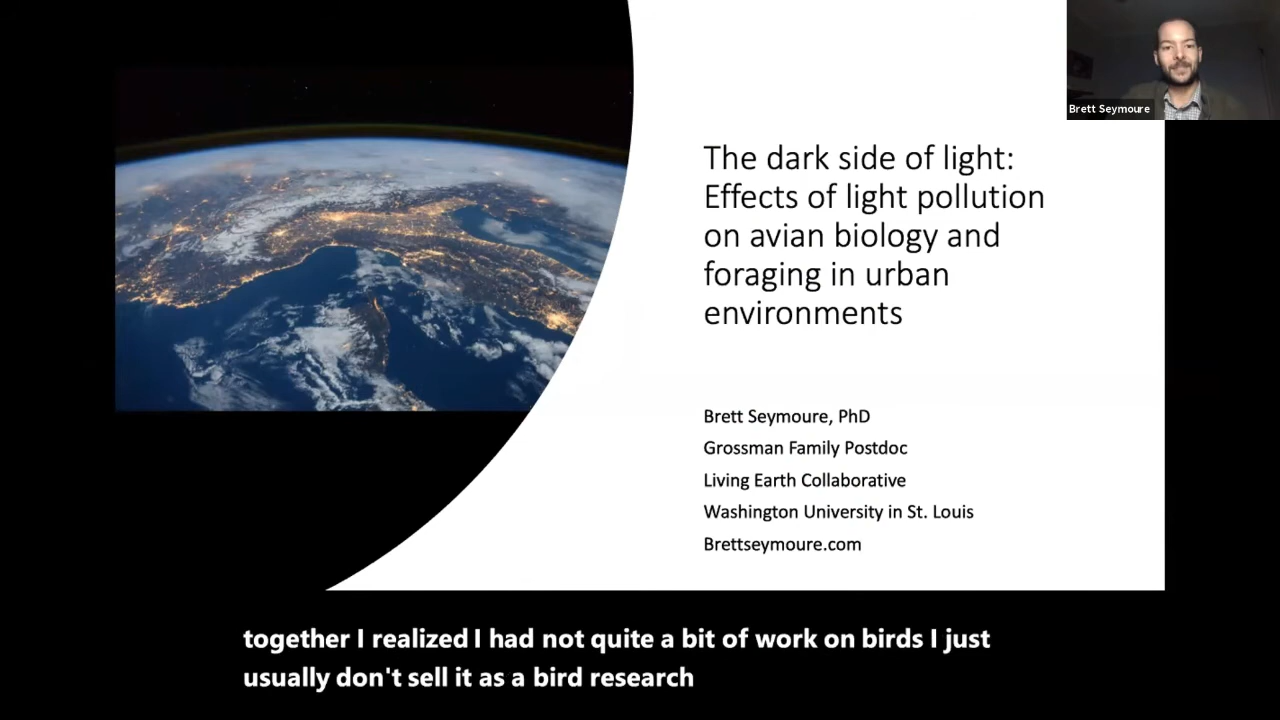 Brett Seymoure
The dark side of light:
Effects of light pollution
on avian biology and
foraging in urban
environments
Brett Seymoure, PhD
Grossman Family Postdoc
Living Earth Collaborative
Washington University in St. Louis
Brettseymoure.com
together I realized I had not quite a bit of work on birds I just
usually don't sell it as a bird research